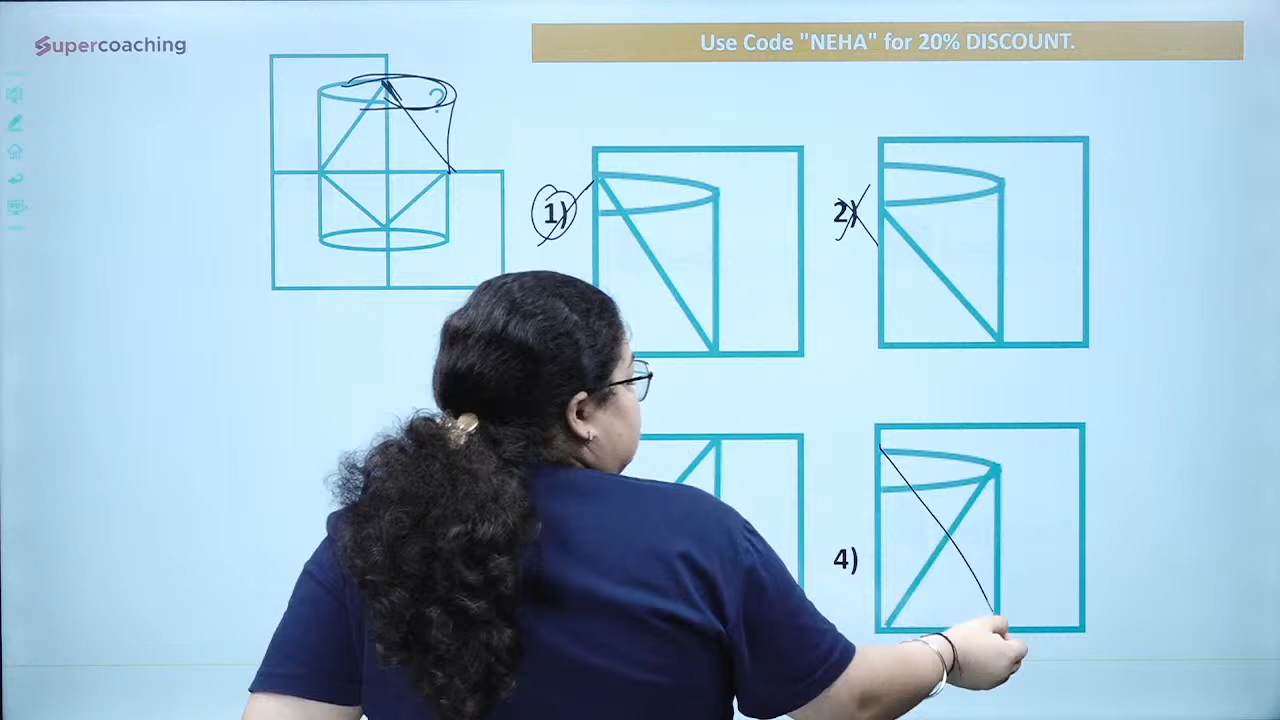 Supercoaching
Use Code "NEHA" for 20% DISCOUNT.
?
1)
2)
4)